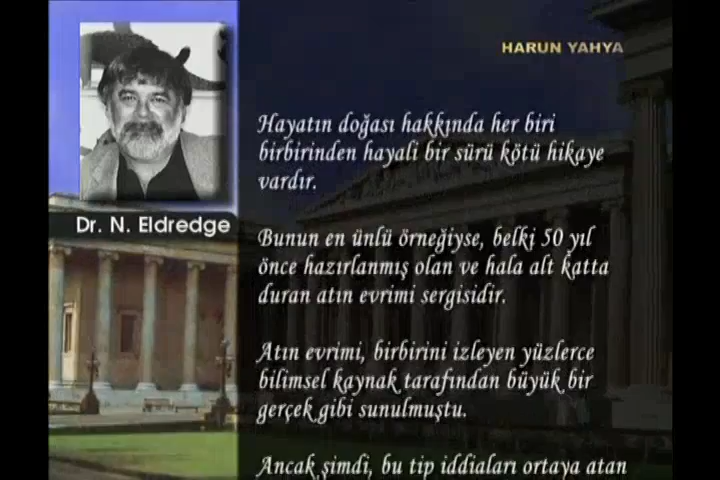 HARUN YAHYA
Hayatın doğası hakkında her biri
birbirinden hayali bir sürü kötü hikaye
vardır.
Dr. N. Eldredge
Bunun en ünlü örneğiyse, belki 50 yıl
önce hazırlanmış olan ve hala alt katta
duran atın evrimi sergisidir.
Atın evrimi, birbirini izleyen yüzlerce
bilimsel kaynak tarafından büyük bir
gerçek gibi sunulmuştu.
Ancak şimdi, bu tip iddiaları ortaya atan